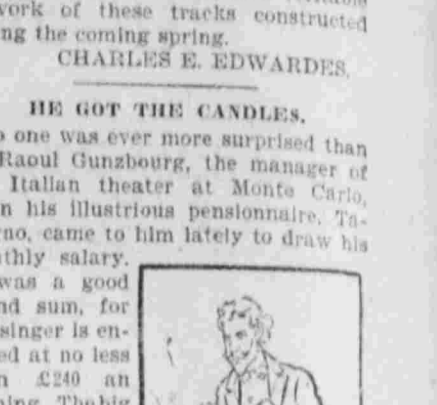 work of these tracks constructed
ng the coming spring.
CHARLES E. EDWARDES.
HE GOT THE CANDLES.
o one was ever more surprised than
Raoul Gunzbourg, the manager of
Italian theater at Monte Carlo,
n his illustrious pensionnaire, Ta-
no, came to him lately to draw his
thly salary.
was a good
nd sum, for
singer is en-
ed at no less
n £240 an
ning. The big